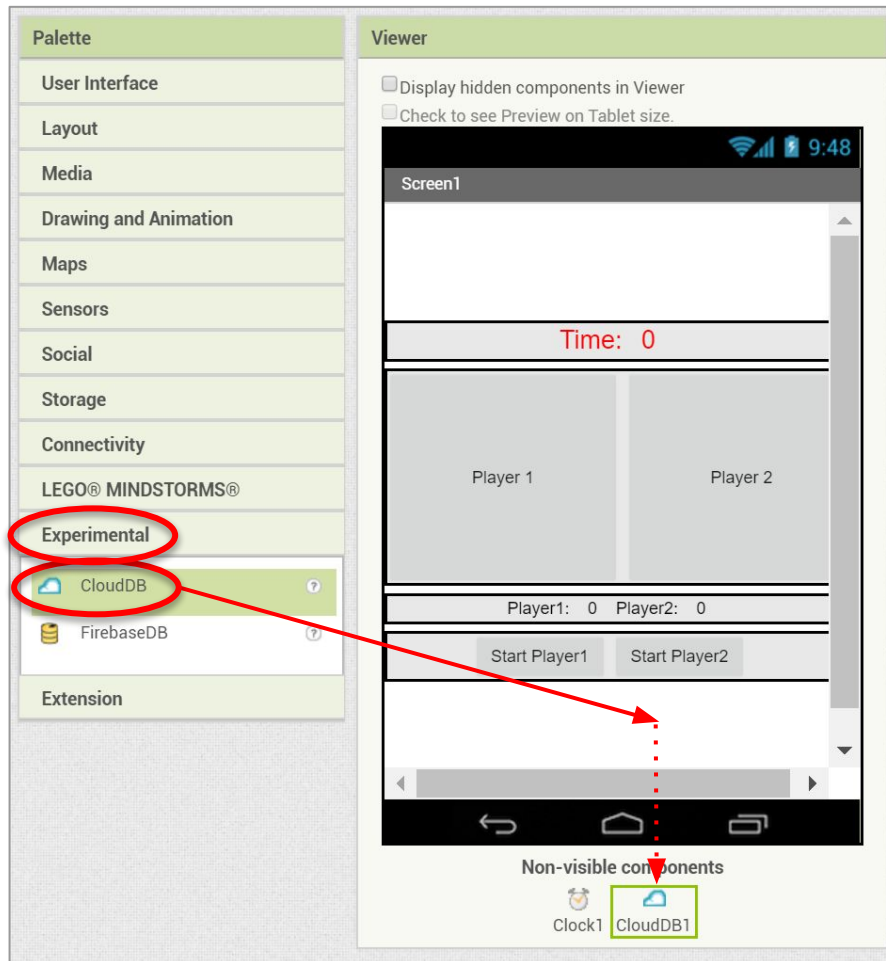 Palette
User Interface
Layout
Media
Drawing and Animation
Maps
Sensors
Social
Storage
Connectivity
LEGO® MINDSTORMS®
Experimental
CloudDB ?
FirebaseDB ?
Extension
Viewer
Display hidden components in Viewer
Check to see Preview on Tablet size.
9:48
Screen1
Time: 0
Player 1 Player 2
Player1: 0 Player2: 0
Start Player1 Start Player2
Non-visible components
Clock1 CloudDB1